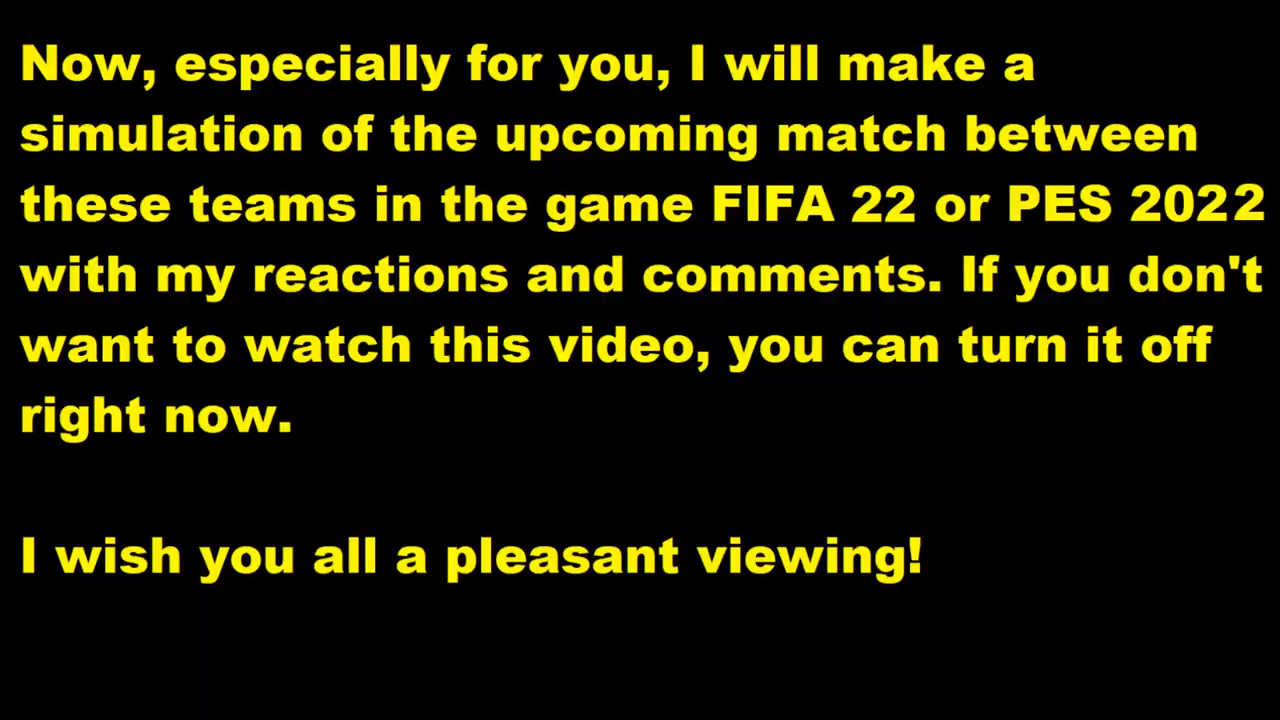 Now, especially for you, I will make a
simulation of the upcoming match between
these teams in the game FIFA 22 or PES 2022
with my reactions and comments. If you don't
want to watch this video, you can turn it off
right now.
I wish you all a pleasant viewing!